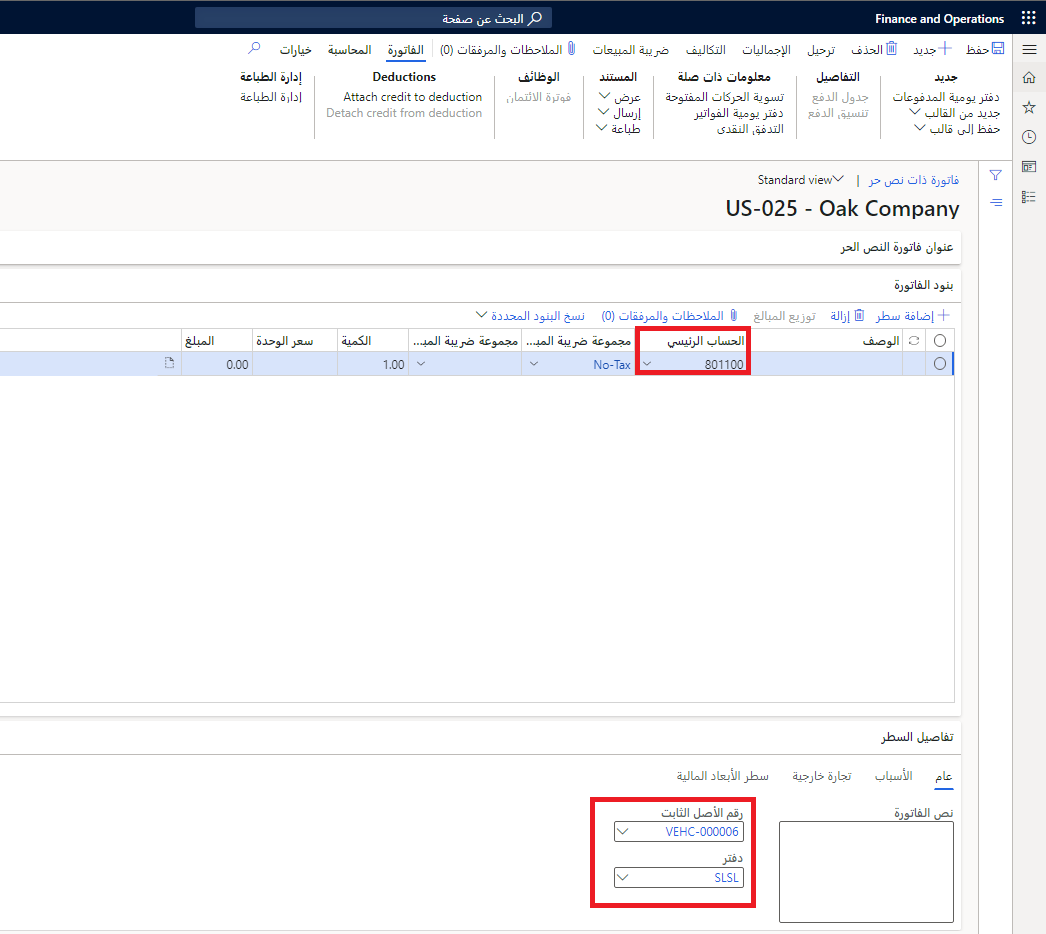 Finance and Operations
البحث عن صفحة
حفظ
جديد
الحذف
ترحيل
الإجماليات
التكاليف
ضريبة المبيعات
الملاحظات والمرفقات (0)
الفاتورة
المحاسبة
خيارات
جديد
دفتر يومية المدفوعات
جديد من القالب
حفظ إلى قالب
التفاصيل
جدول الدفع
تنسيق الدفع
معلومات ذات صلة
تسوية الحركات المفتوحة
دفتر يومية الفواتير
التدفق النقدي
المستند
عرض
إرسال
طباعة
الوظائف
فوترة الائتمان
Deductions
Attach credit to deduction
Detach credit from deduction
إدارة الطباعة
إدارة الطباعة
فاتورة ذات نص حر | Standard view
US-025 - Oak Company
عنوان فاتورة النص الحر
بنود الفاتورة
إضافة سطر
إزالة
توزيع المبالغ
الملاحظات والمرفقات (0)
نسخ البنود المحددة
الوصف
الحساب الرئيسي
مجموعة ضريبة المبـ...
مجموعة ضريبة المبـ...
الكمية
سعر الوحدة
المبلغ
801100
No-Tax
1.00
0.00
تفاصيل السطر
عام
الأسباب
تجارة خارجية
سطر الأبعاد المالية
نص الفاتورة
رقم الأصل الثابت
VEHC-000006
دفتر
SLSL